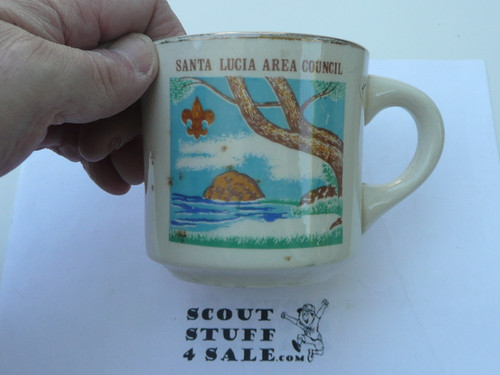 SANTA LUCIA AREA COUNCIL
SCOUT
STUFF
4 SALE.com